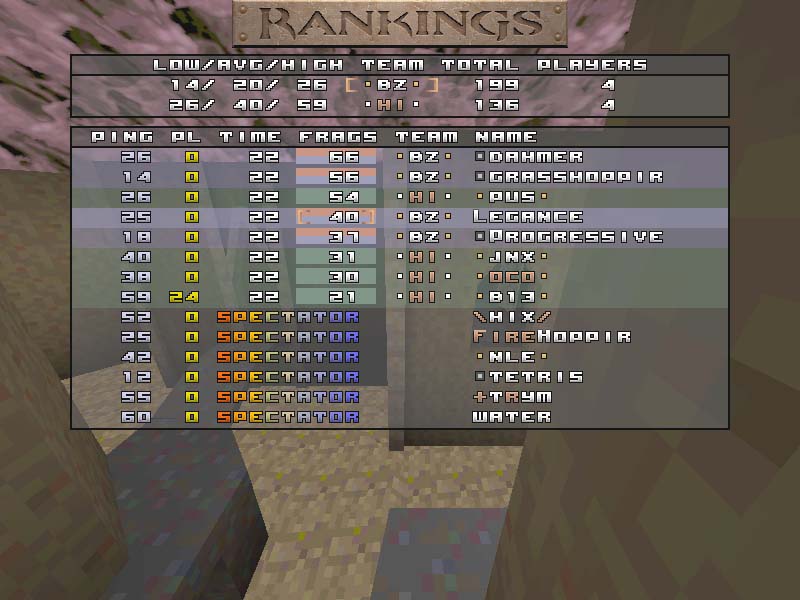 RANKINGS
LOW/AVG/HIGH TEAM TOTAL PLAYERS
14/ 20/ 26 [ •BZ• ] 199 4
26/ 40/ 59 •HI• 136 4
PING PL TIME FRAGS TEAM NAME
26 0 22 66 •BZ• DAHMER
14 0 22 56 •BZ• GRASSHOPPIR
26 0 22 54 •HI• •PUS•
25 0 22 [ 40 ] •BZ• LEGANCE
18 0 22 37 •BZ• PROGRESSIVE
40 0 22 31 •HI• •JNX•
38 0 22 30 •HI• •OCO•
59 24 22 21 •HI• •B13•
52 0 SPECTATOR \HIX/
25 0 SPECTATOR FIREHOPPIR
42 0 SPECTATOR •NLE•
12 0 SPECTATOR TETRIS
55 0 SPECTATOR +TRYM
60 0 SPECTATOR WATER